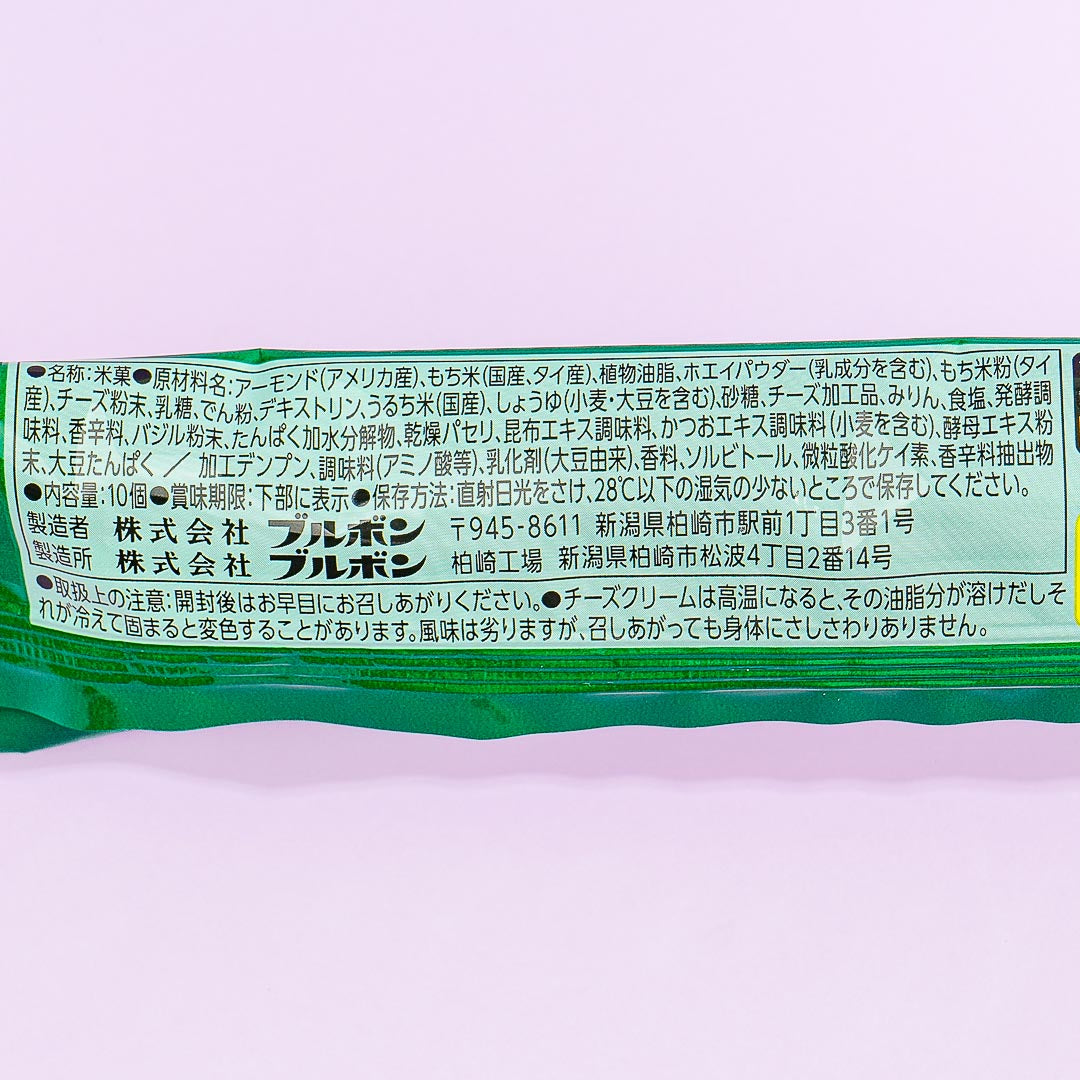 ●名称:米菓●原材料名:アーモンド(アメリカ産)、もち米(国産、タイ産)、植物油脂、ホエイパウダー(乳成分を含む)、もち米粉(タイ
産)、チーズ粉末、乳糖、でん粉、デキストリン、うるち米(国産)、しょうゆ(小麦・大豆を含む)、砂糖、チーズ加工品、みりん、食塩、発酵調
味料、香辛料、バジル粉末、たんぱく加水分解物、乾燥パセリ、昆布エキス調味料、かつおエキス調味料(小麦を含む)、酵母エキス粉
末、大豆たんぱく/加工デンプン、調味料(アミノ酸等)、乳化剤(大豆由来)、香料、ソルビトール、微粒酸化ケイ素、香辛料抽出物
●内容量:10個●賞味期限:下部に表示●保存方法:直射日光をさけ、28℃以下の湿気の少ないところで保存してください。
製造者 株式会社 ブルボン 〒945-8611 新潟県柏崎市駅前1丁目3番1号
製造所 株式会社 ブルボン 柏崎工場 新潟県柏崎市松波4丁目2番14号
●取扱上の注意:開封後はお早目にお召しあがりください。●チーズクリームは高温になると、その油脂分が溶けだしそ
れが冷えて固まると変色することがあります。風味は劣りますが、召しあがっても身体にさしさわりありません。